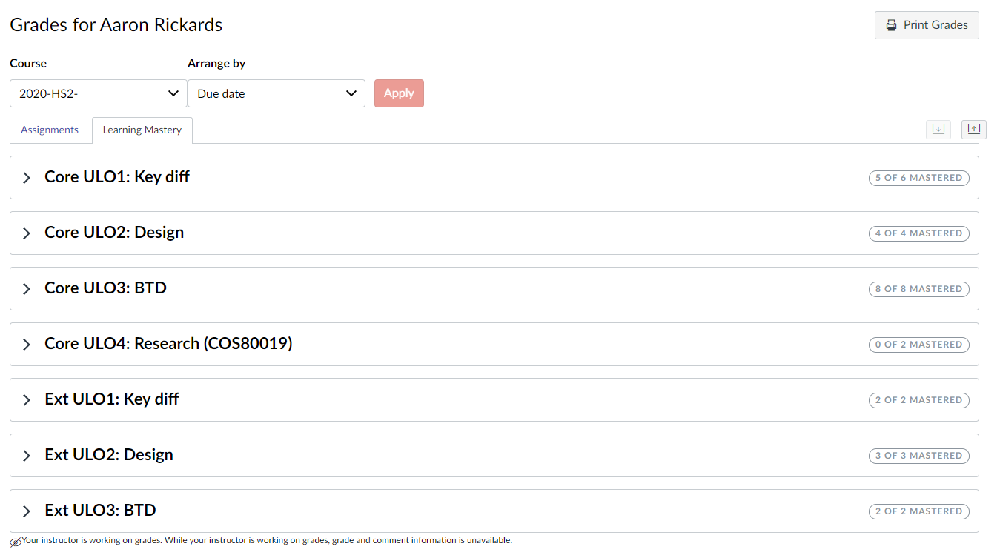 Grades for Aaron Rickards
Print Grades
Course
Arrange by
2020-HS2-
Due date
Apply
Assignments
Learning Mastery
Core ULO1: Key diff
5 OF 6 MASTERED
Core ULO2: Design
4 OF 4 MASTERED
Core ULO3: BTD
8 OF 8 MASTERED
Core ULO4: Research (COS80019)
0 OF 2 MASTERED
Ext ULO1: Key diff
2 OF 2 MASTERED
Ext ULO2: Design
3 OF 3 MASTERED
Ext ULO3: BTD
2 OF 2 MASTERED
Your instructor is working on grades. While your instructor is working on grades, grade and comment information is unavailable.